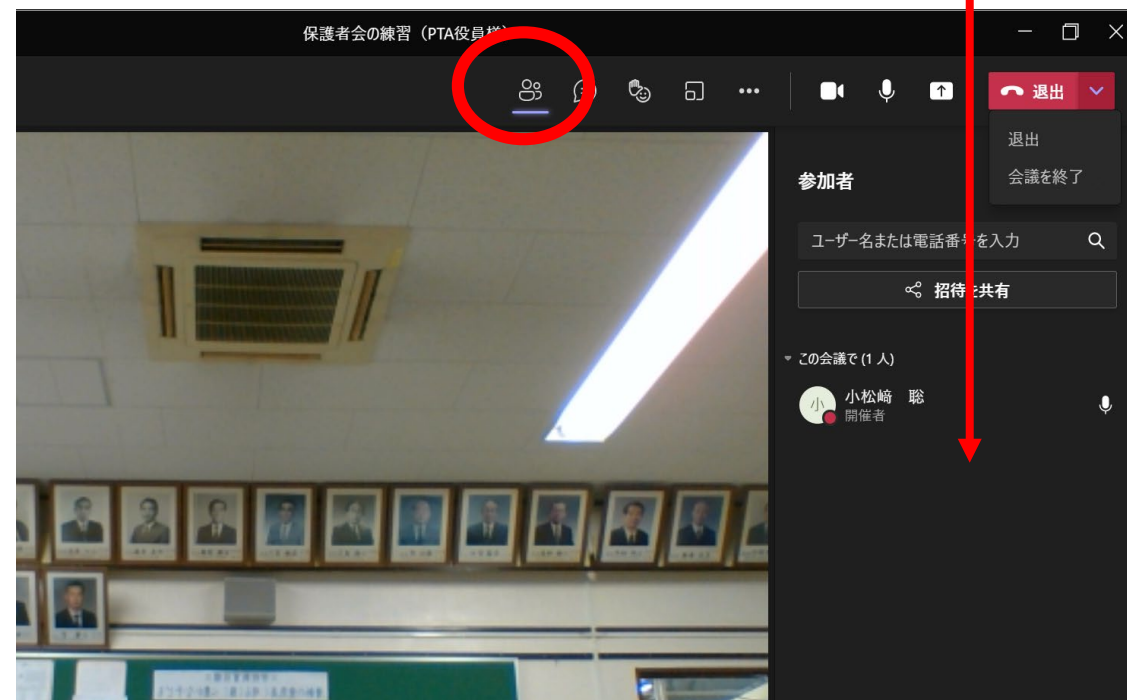 保護者会の練習（PTA役員様）
退出
退出
会議を終了
参加者
ユーザー名または電話番号を入力
招待を共有
この会議で (1 人)
小 小松崎　聡
開催者